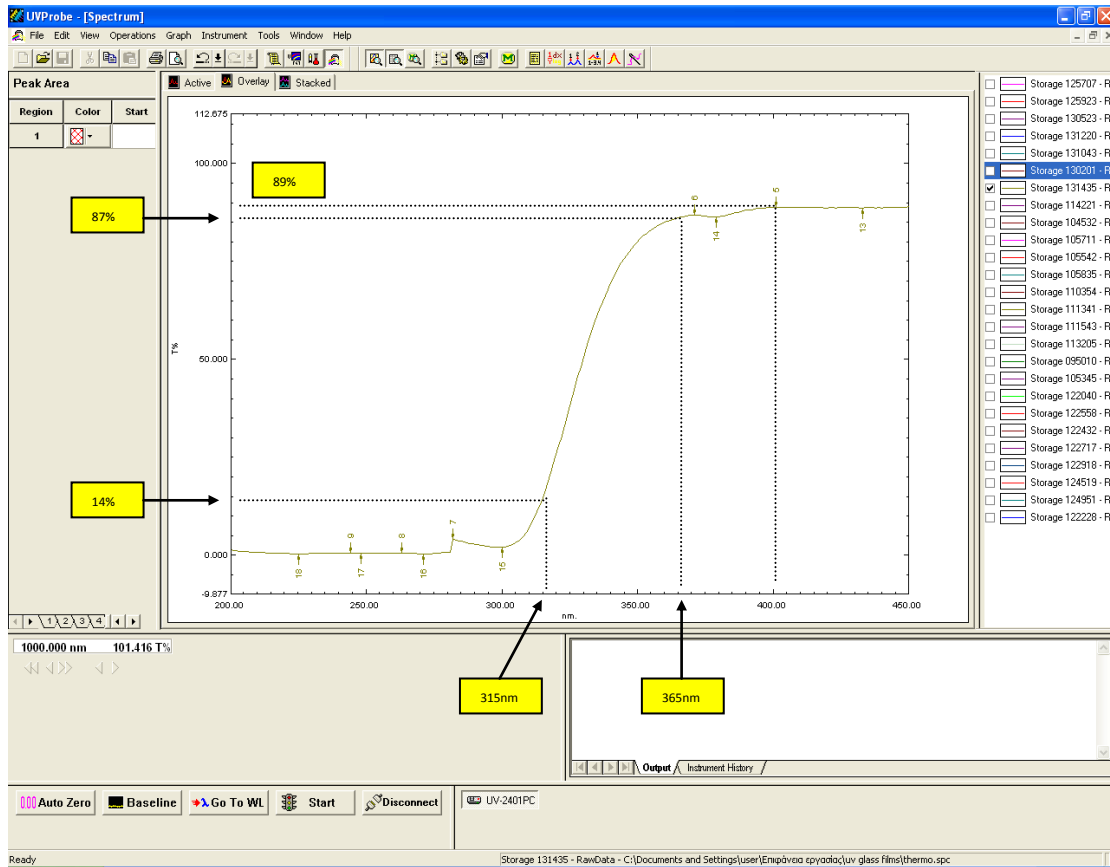 UVProbe - [Spectrum]
File Edit View Operations Graph Instrument Tools Window Help
Peak Area
Region Color Start
1
Active Overlay Stacked
112.675
100.000
50.000
0.000
-9.877
T%
200.00 250.00 300.00 350.00 400.00 450.00
nm.
89%
87%
14%
315nm
365nm
5
6
14
13
7
8
9
15
16
17
18
Storage 125707 - R
Storage 125923 - R
Storage 130523 - R
Storage 131220 - R
Storage 131043 - R
Storage 130201 - R
Storage 131435 - R
Storage 114221 - R
Storage 104532 - R
Storage 105711 - R
Storage 105542 - R
Storage 105835 - R
Storage 110354 - R
Storage 111341 - R
Storage 111543 - R
Storage 113205 - R
Storage 095010 - R
Storage 105345 - R
Storage 122040 - R
Storage 122558 - R
Storage 122432 - R
Storage 122717 - R
Storage 122918 - R
Storage 124519 - R
Storage 124951 - R
Storage 122228 - R
1 2 3 4
1000.000 nm 101.416 T%
Output Instrument History
Auto Zero Baseline Go To WL Start Disconnect
UV-2401PC
Ready
Storage 131435 - RawData - C:\Documents and Settings\user\Επιφάνεια εργασίας\uv glass films\thermo.spc